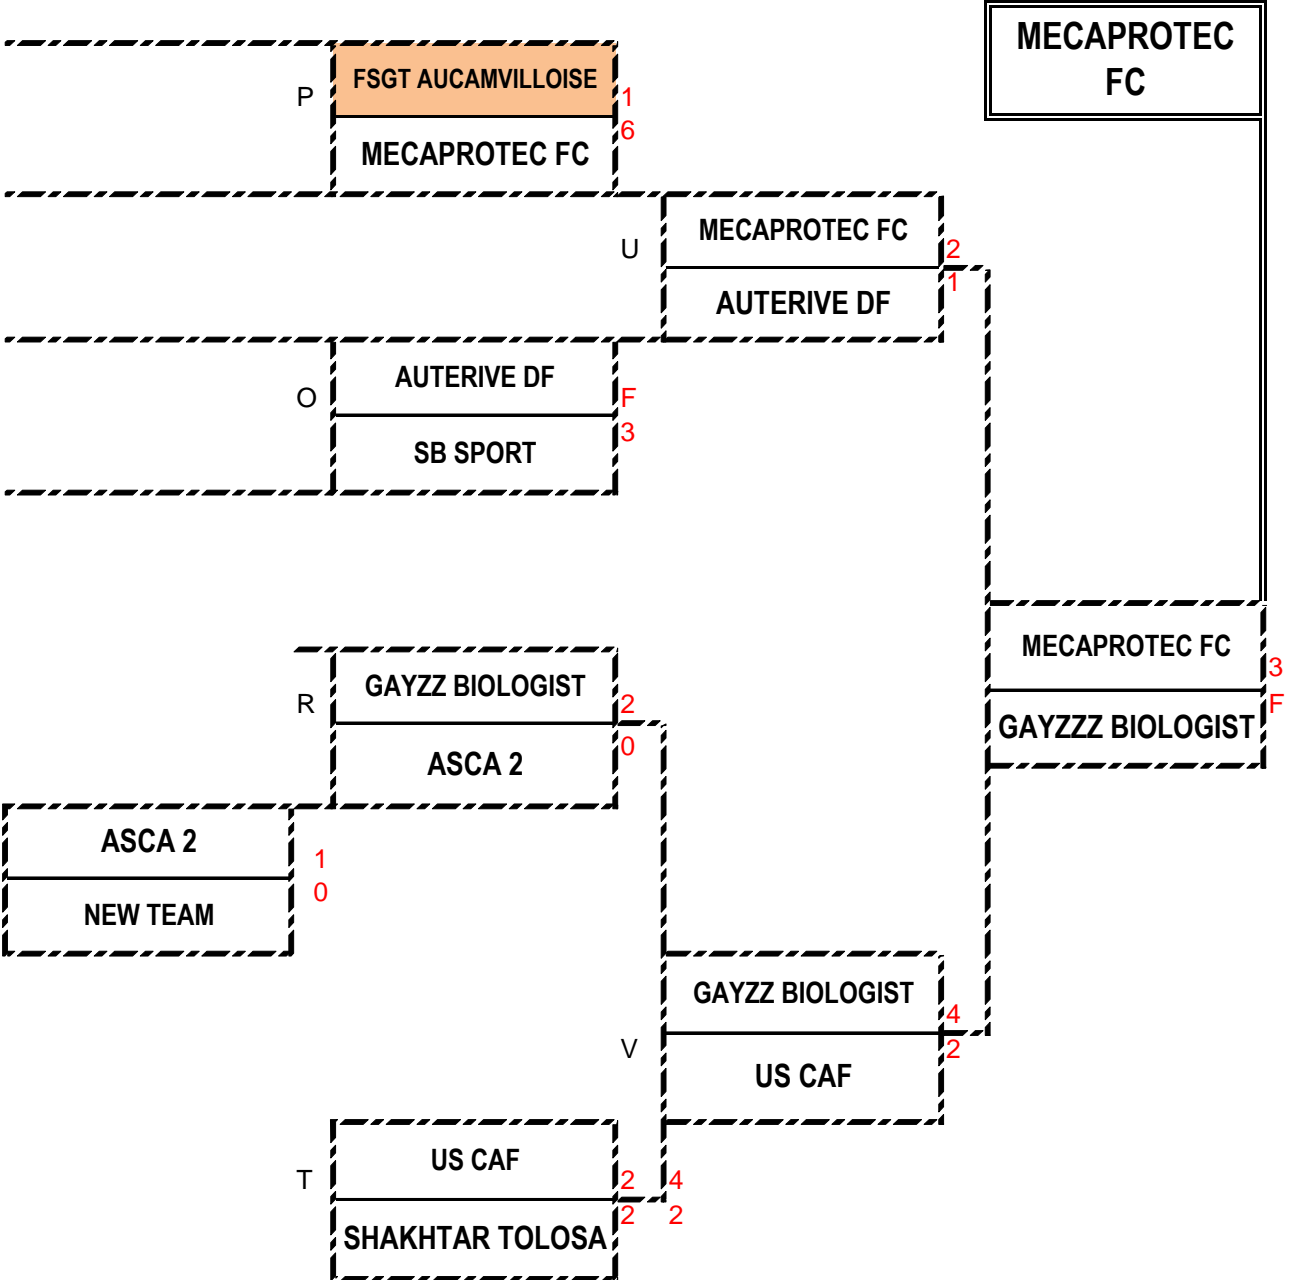 MECAPROTEC
FC
P
FSGT AUCAMVILLOISE
1
6
MECAPROTEC FC
U
MECAPROTEC FC
2
1
AUTERIVE DF
O
AUTERIVE DF
F
3
SB SPORT
MECAPROTEC FC
3
F
GAYZZZ BIOLOGIST
R
GAYZZ BIOLOGIST
2
0
ASCA 2
ASCA 2
1
0
NEW TEAM
V
GAYZZ BIOLOGIST
4
2
US CAF
T
US CAF
2 4
2 2
SHAKHTAR TOLOSA